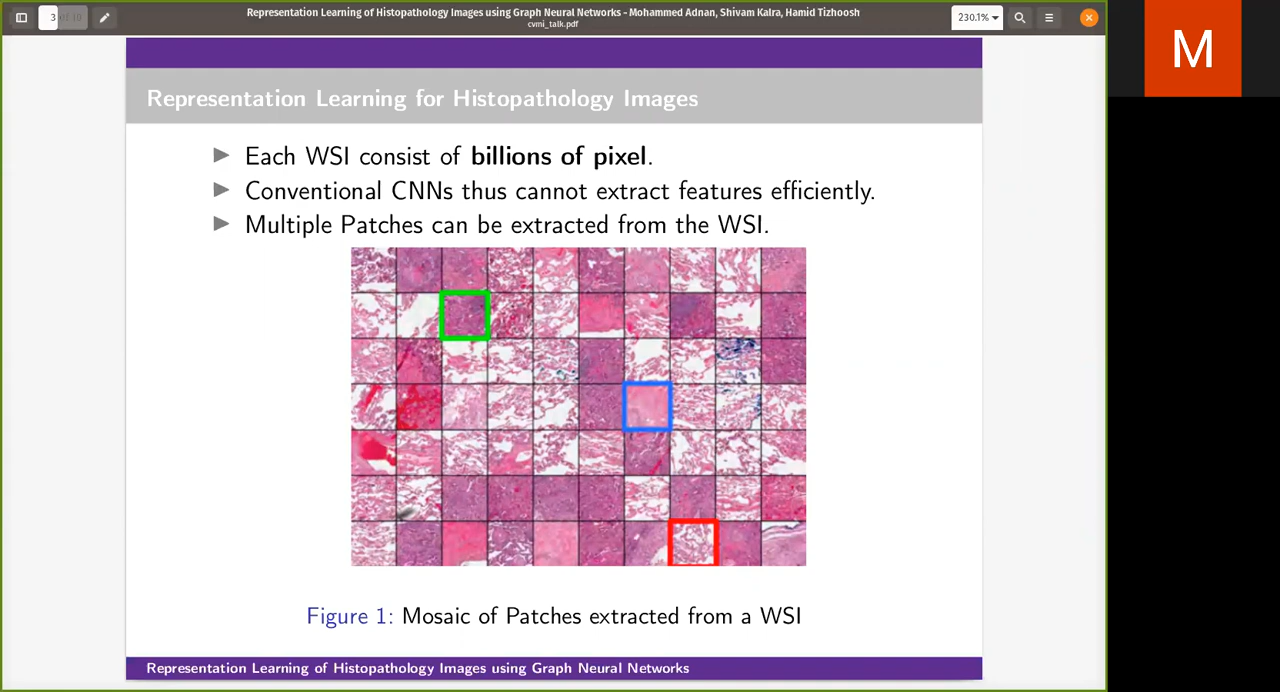 Representation Learning of Histopathology Images using Graph Neural Networks - Mohammed Adnan, Shivam Kalra, Hamid Tizhoosh
cvmi_talk.pdf
3 of 10
230.1%
M
Representation Learning for Histopathology Images
Each WSI consist of billions of pixel.
Conventional CNNs thus cannot extract features efficiently.
Multiple Patches can be extracted from the WSI.
Figure 1: Mosaic of Patches extracted from a WSI
Representation Learning of Histopathology Images using Graph Neural Networks